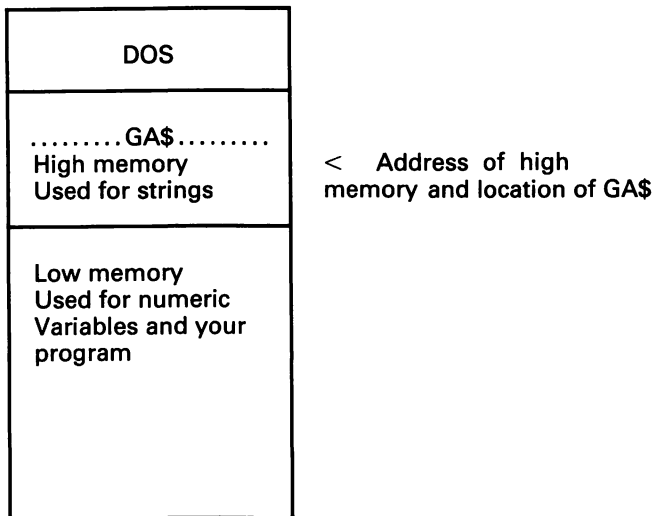 DOS
.........GA$.........
High memory
Used for strings
< Address of high
memory and location of GA$
Low memory
Used for numeric
Variables and your
program